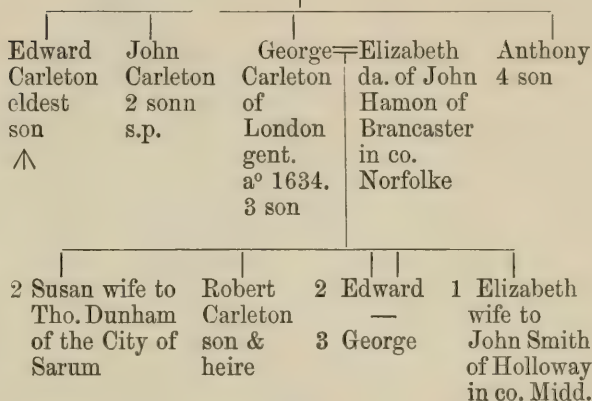 Edward
Carleton
eldest
son
John
Carleton
2 sonn
s.p.
George
Carleton
of
London
gent.
aº 1634.
3 son
Elizabeth
da. of John
Hamon of
Brancaster
in co.
Norfolke
Anthony
4 son
2 Susan wife to
Tho. Dunham
of the City of
Sarum
Robert
Carleton
son &
heire
2 Edward
—
3 George
1 Elizabeth
wife to
John Smith
of Holloway
in co. Midd.